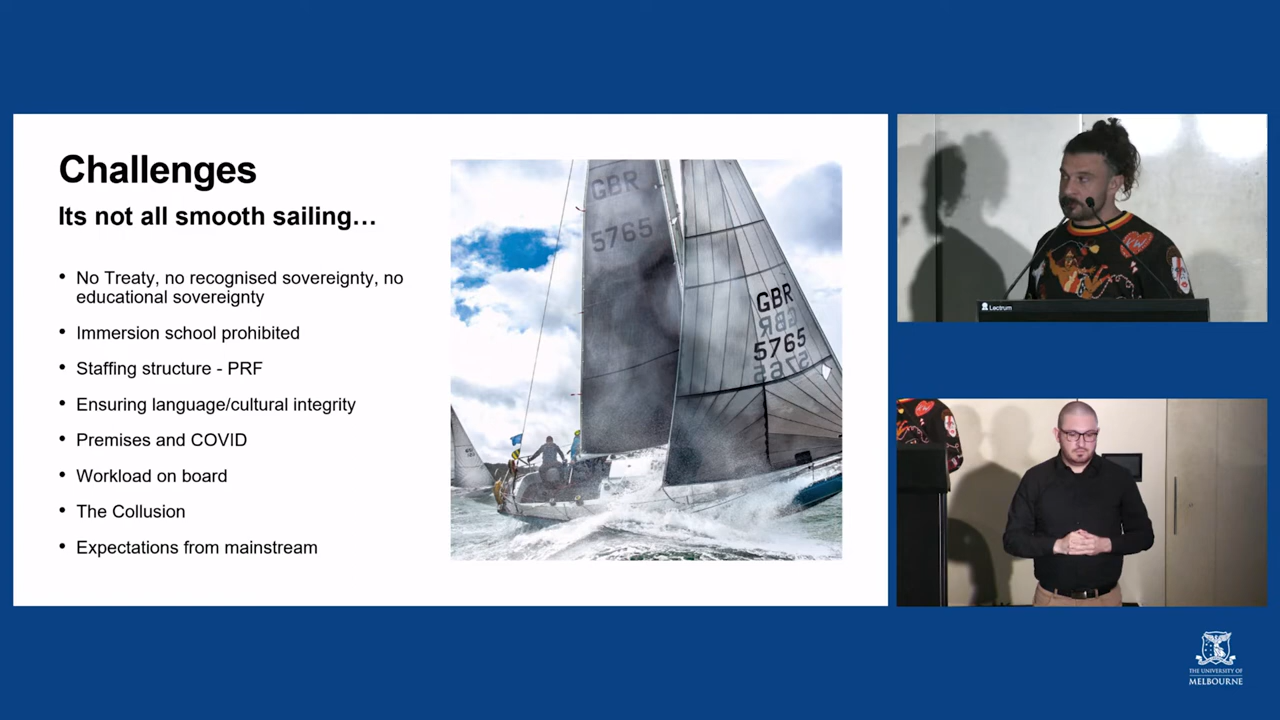 Challenges
Its not all smooth sailing…
• No Treaty, no recognised sovereignty, no
educational sovereignty
• Immersion school prohibited
• Staffing structure - PRF
• Ensuring language/cultural integrity
• Premises and COVID
• Workload on board
• The Collusion
• Expectations from mainstream
GBR
5765
GBR
5765
Lectrum
THE UNIVERSITY OF
MELBOURNE